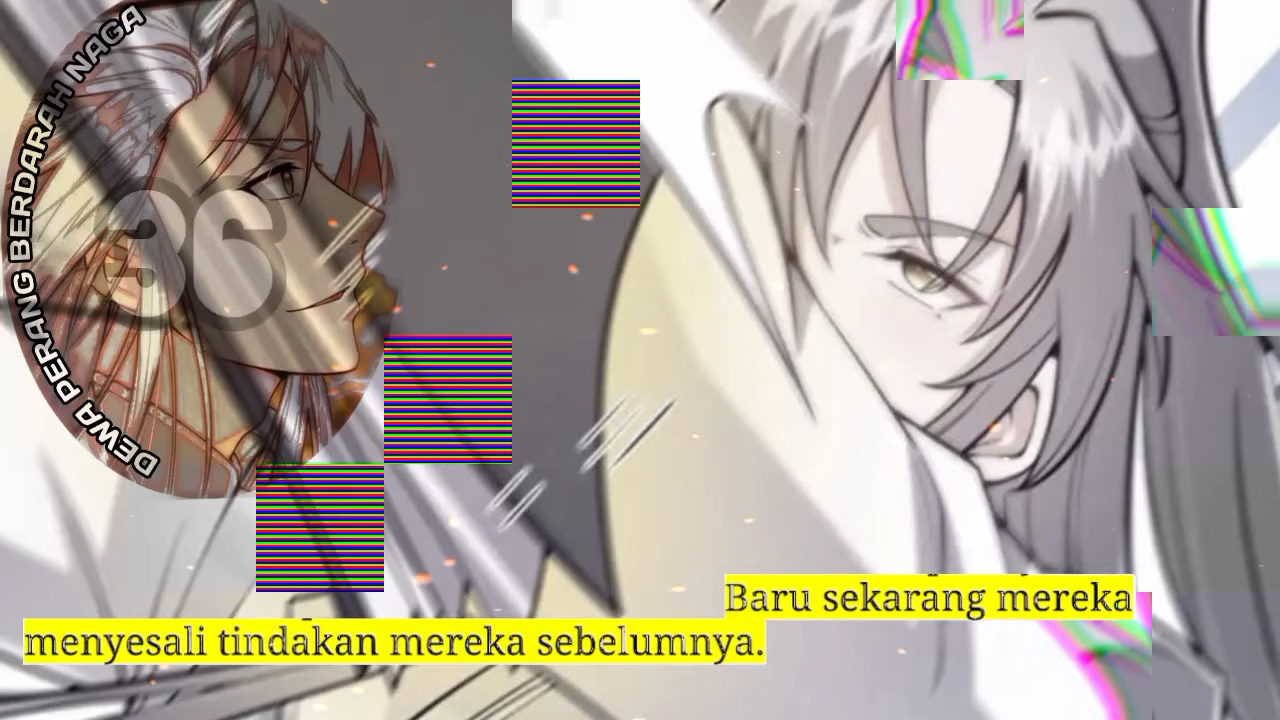 DEWA PERANG BERDARAH NAGA
36
Baru sekarang mereka
menyesali tindakan mereka sebelumnya.